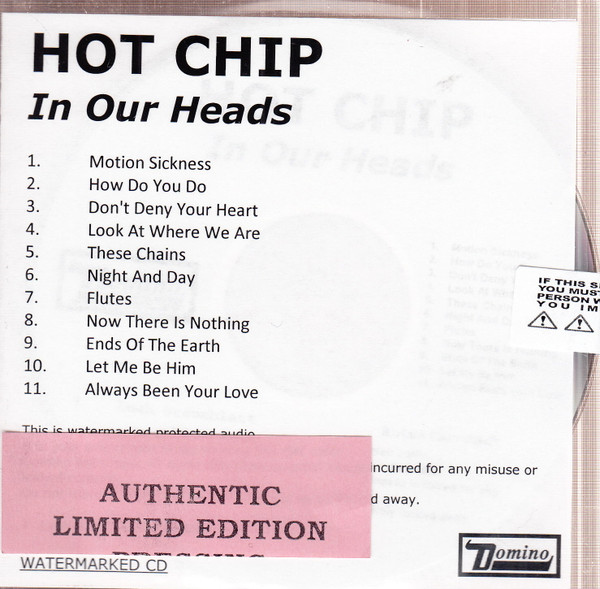 HOT CHIP
In Our Heads
1. Motion Sickness
2. How Do You Do
3. Don't Deny Your Heart
4. Look At Where We Are
5. These Chains
6. Night And Day
7. Flutes
8. Now There Is Nothing
9. Ends Of The Earth
10. Let Me Be Him
11. Always Been Your Love
IF THIS S
YOU MUST
PERSON W
YOU IM
This is watermarked protected audio
incurred for any misuse or
d away.
AUTHENTIC
LIMITED EDITION
PRESSING
WATERMARKED CD
Domino